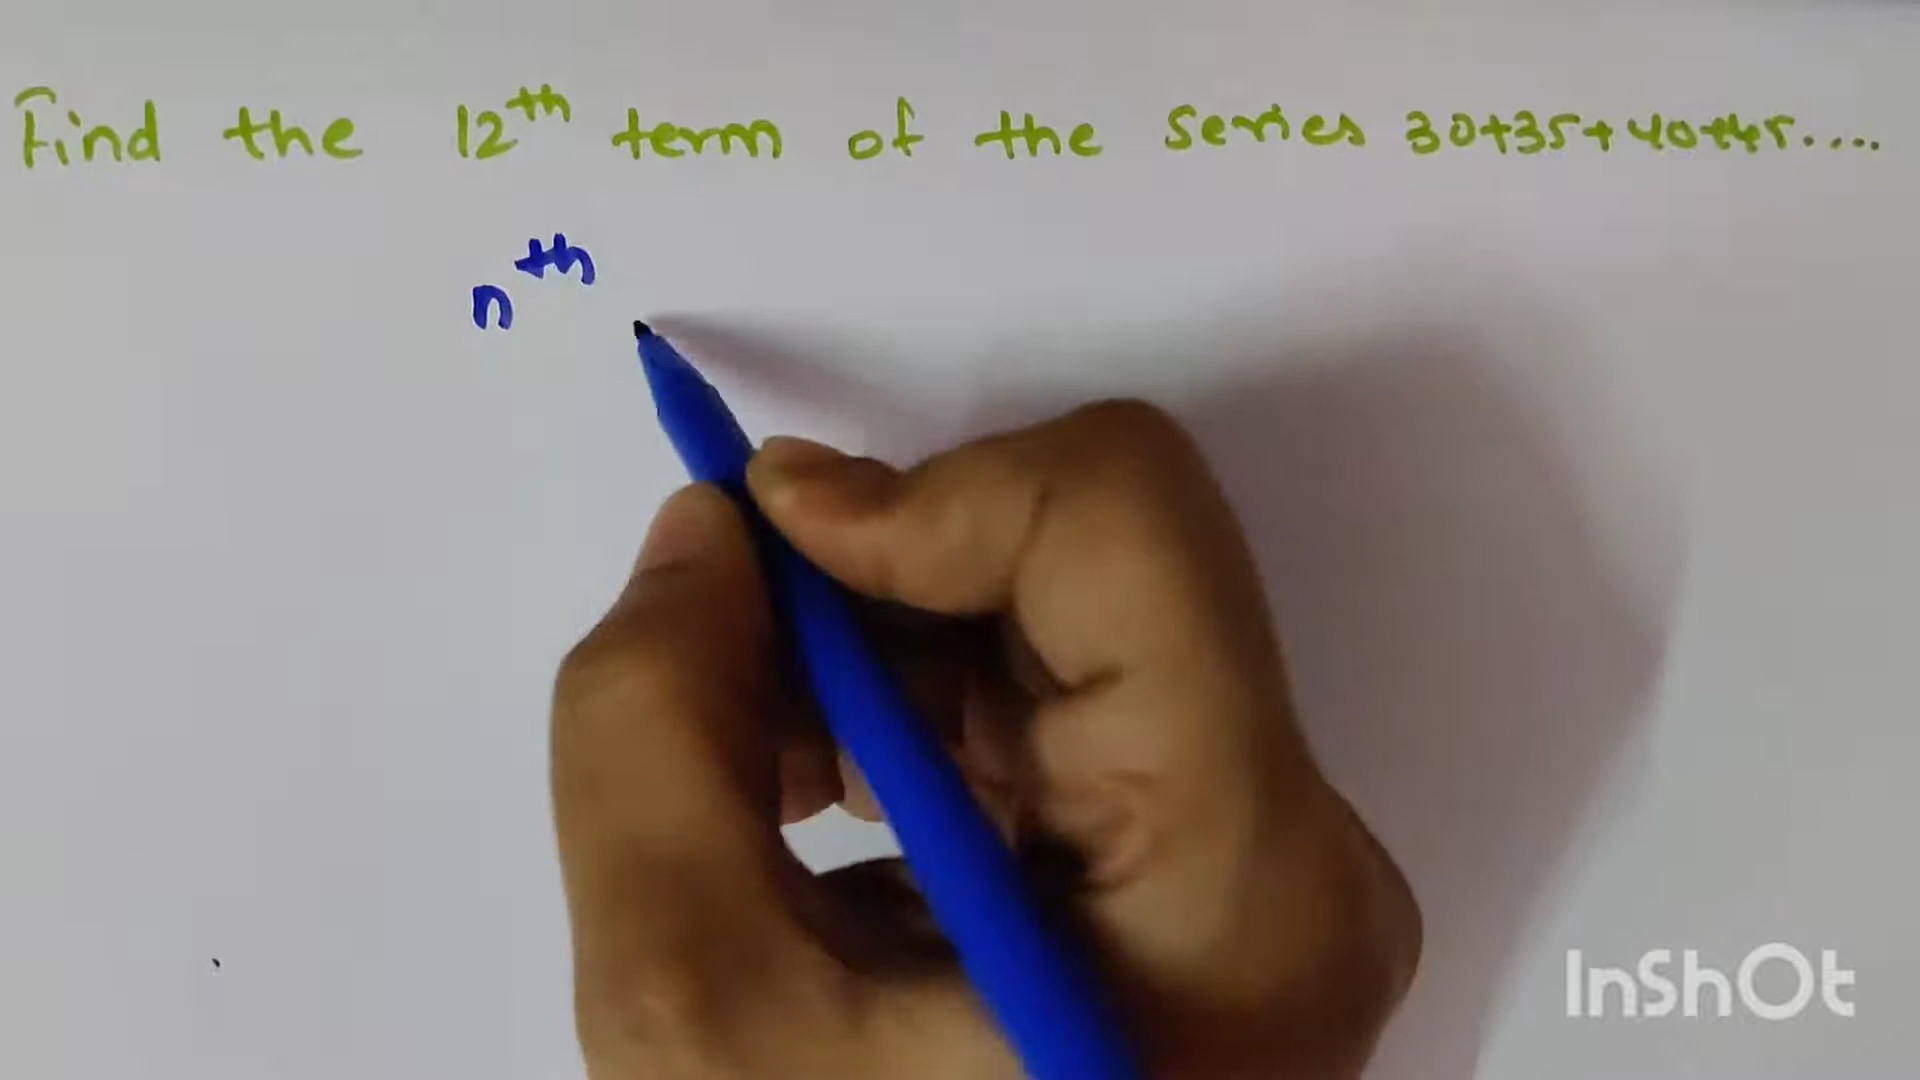 Find the 12th term of the series 30+35+40+45....
nth
InShOt